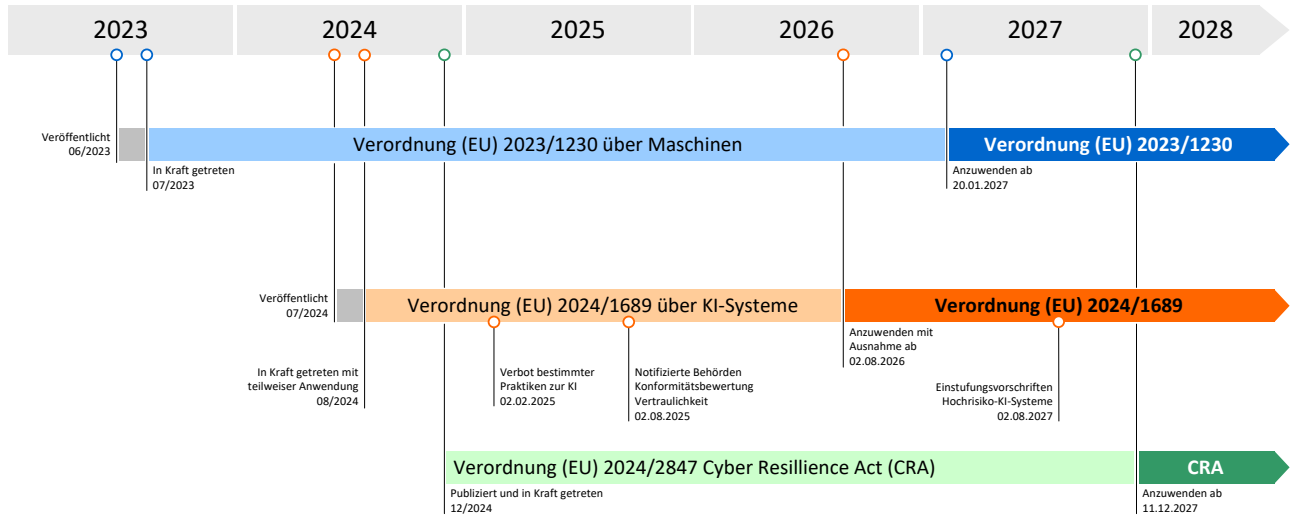 2023
2024
2025
2026
2027
2028
Veröffentlicht
06/2023
Verordnung (EU) 2023/1230 über Maschinen
Verordnung (EU) 2023/1230
In Kraft getreten
07/2023
Anzuwenden ab
20.01.2027
Veröffentlicht
07/2024
Verordnung (EU) 2024/1689 über KI-Systeme
Verordnung (EU) 2024/1689
Anzuwenden mit
Ausnahme ab
02.08.2026
In Kraft getreten mit
teilweiser Anwendung
08/2024
Verbot bestimmter
Praktiken zur KI
02.02.2025
Notifizierte Behörden
Konformitätsbewertung
Vertraulichkeit
02.08.2025
Einstufungsvorschriften
Hochrisiko-KI-Systeme
02.08.2027
Verordnung (EU) 2024/2847 Cyber Resillience Act (CRA)
CRA
Publiziert und in Kraft getreten
12/2024
Anzuwenden ab
11.12.2027